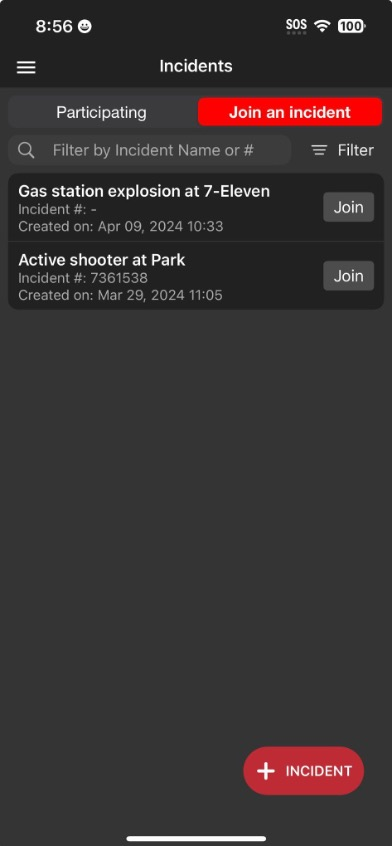 8:56
SOS
100
Incidents
Participating
Join an incident
Filter by Incident Name or #
Filter
Gas station explosion at 7-Eleven
Incident #: -
Created on: Apr 09, 2024 10:33
Join
Active shooter at Park
Incident #: 7361538
Created on: Mar 29, 2024 11:05
Join
+ INCIDENT